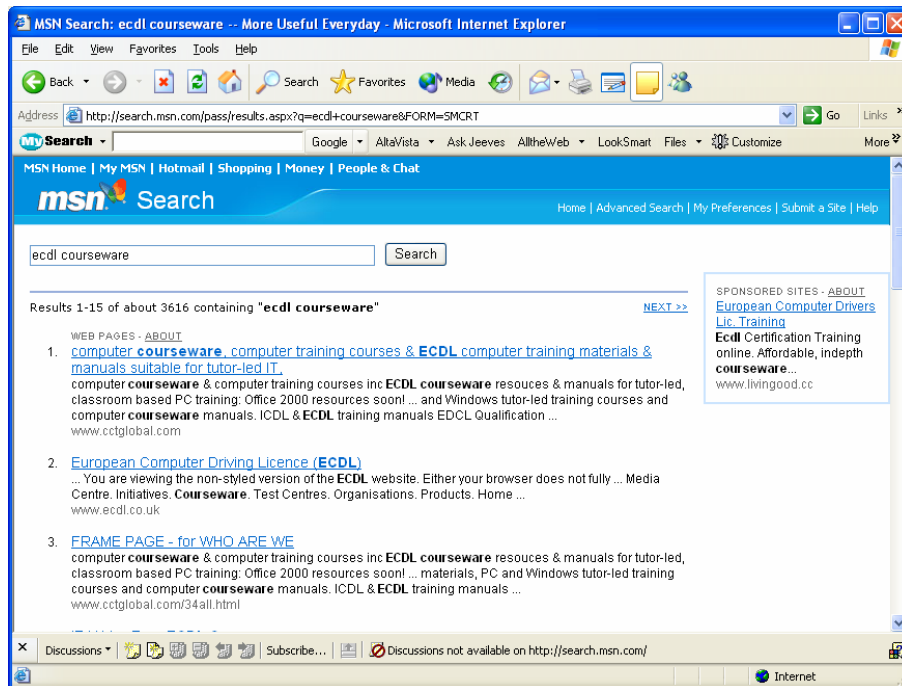 MSN Search: ecdl courseware -- More Useful Everyday - Microsoft Internet Explorer
File Edit View Favorites Tools Help
Back Search Favorites Media
Address http://search.msn.com/pass/results.aspx?q=ecdl+courseware&FORM=SMCRT Go Links »
My Search Google AltaVista Ask Jeeves AlltheWeb LookSmart Files Customize More »
MSN Home | My MSN | Hotmail | Shopping | Money | People & Chat
msn Search
Home | Advanced Search | My Preferences | Submit a Site | Help
ecdl courseware Search
Results 1-15 of about 3616 containing "ecdl courseware" NEXT >>
WEB PAGES - ABOUT
1. computer courseware, computer training courses & ECDL computer training materials &
manuals suitable for tutor-led IT,
computer courseware & computer training courses inc ECDL courseware resouces & manuals for tutor-led,
classroom based PC training: Office 2000 resources soon! ... and Windows tutor-led training courses and
computer courseware manuals. ICDL & ECDL training manuals EDCL Qualification ...
www.cctglobal.com
2. European Computer Driving Licence (ECDL)
... You are viewing the non-styled version of the ECDL website. Either your browser does not fully ... Media
Centre. Initiatives. Courseware. Test Centres. Organisations. Products. Home ...
www.ecdl.co.uk
3. FRAME PAGE - for WHO ARE WE
computer courseware & computer training courses inc ECDL courseware resouces & manuals for tutor-led,
classroom based PC training: Office 2000 resources soon! ... materials, PC and Windows tutor-led training
courses and computer courseware manuals. ICDL & ECDL training manuals ...
www.cctglobal.com/34all.html
SPONSORED SITES - ABOUT
European Computer Drivers
Lic. Training
Ecdl Certification Training
online. Affordable, indepth
courseware...
www.livingood.cc
Discussions Subscribe... Discussions not available on http://search.msn.com/
Internet